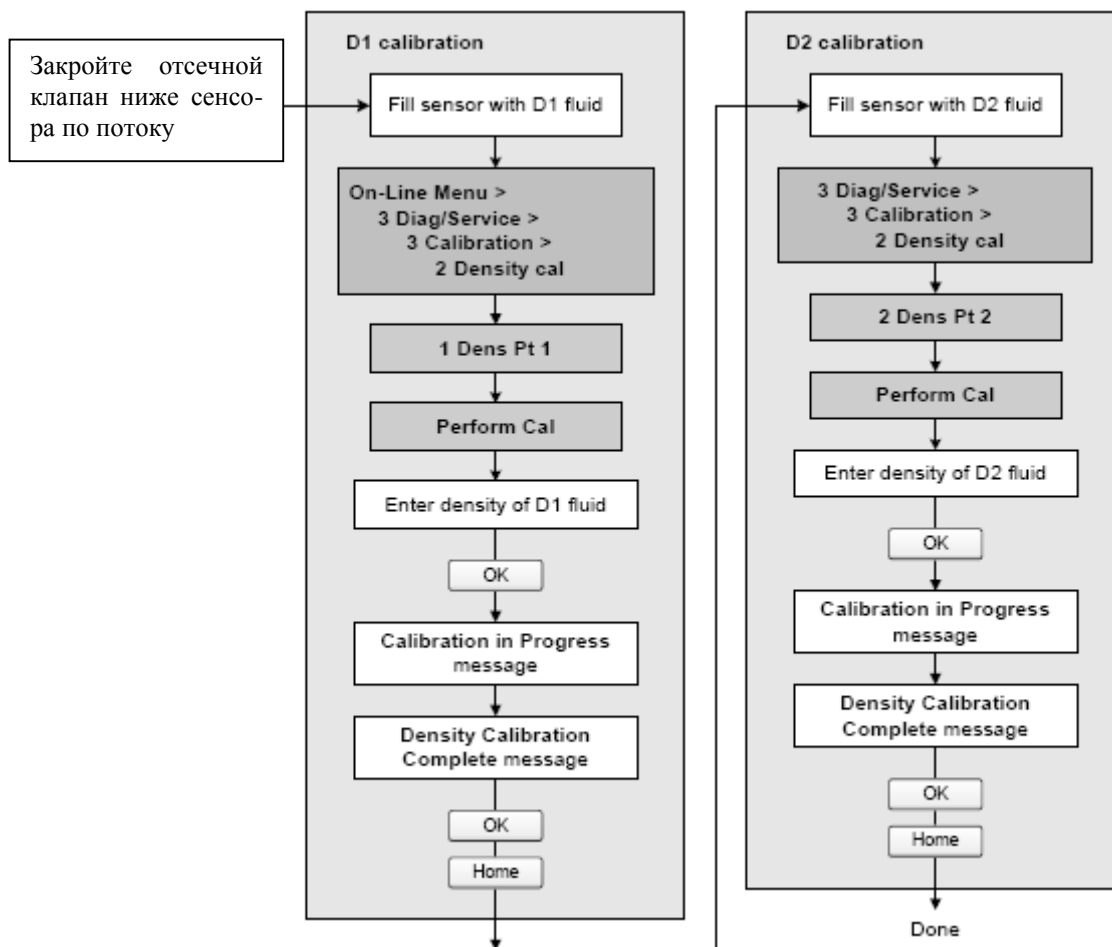 Закройте отсечной
клапан ниже сенсо-
ра по потоку
D1 calibration
Fill sensor with D1 fluid
On-Line Menu >
3 Diag/Service >
3 Calibration >
2 Density cal
1 Dens Pt 1
Perform Cal
Enter density of D1 fluid
OK
Calibration in Progress
message
Density Calibration
Complete message
OK
Home
D2 calibration
Fill sensor with D2 fluid
3 Diag/Service >
3 Calibration >
2 Density cal
2 Dens Pt 2
Perform Cal
Enter density of D2 fluid
OK
Calibration in Progress
message
Density Calibration
Complete message
OK
Home
Done